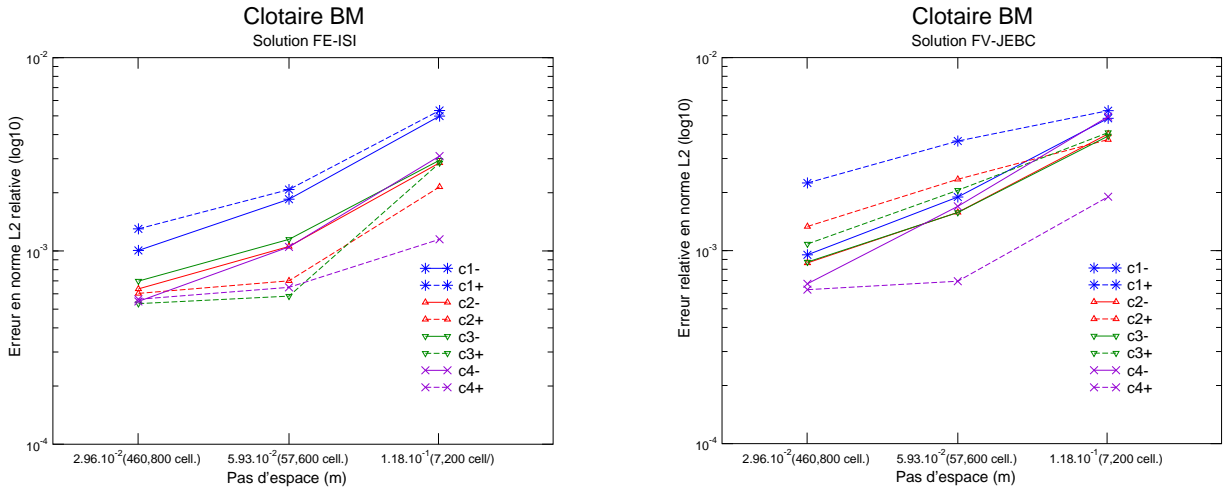 Clotaire BM
Solution FE-ISI
10^-2
10^-3
10^-4
Erreur en norme L2 relative (log10)
c1-
c1+
c2-
c2+
c3-
c3+
c4-
c4+
2.96.10^-2(460,800 cell.)
5.93.10^-2(57,600 cell.)
1.18.10^-1(7,200 cell/)
Pas d'espace (m)
Clotaire BM
Solution FV-JEBC
10^-2
10^-3
10^-4
Erreur relative en norme L2 (log10)
c1-
c1+
c2-
c2+
c3-
c3+
c4-
c4+
2.96.10^-2(460,800 cell.)
5.93.10^-2(57,600 cell.)
1.18.10^-1(7,200 cell.)
Pas d'espace (m)